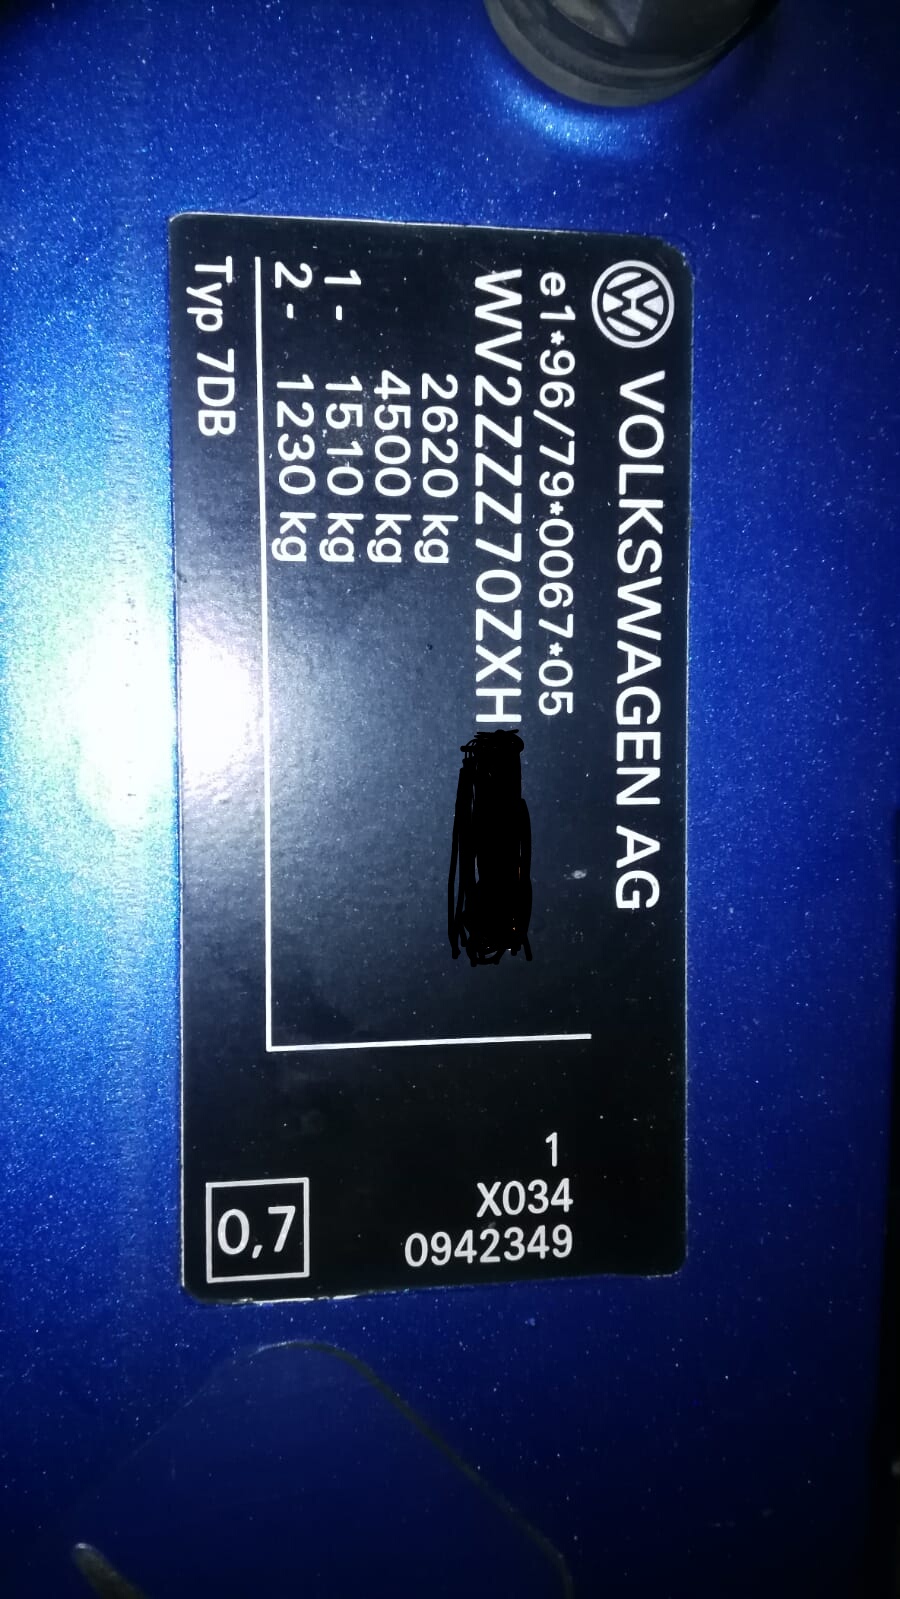 VOLKSWAGEN AG
e1*96/79*0067*05
WV2ZZZ70ZXH
2620 kg
4500 kg
1- 1510 kg
2- 1230 kg
Typ 7DB
1
X034
0942349
0,7